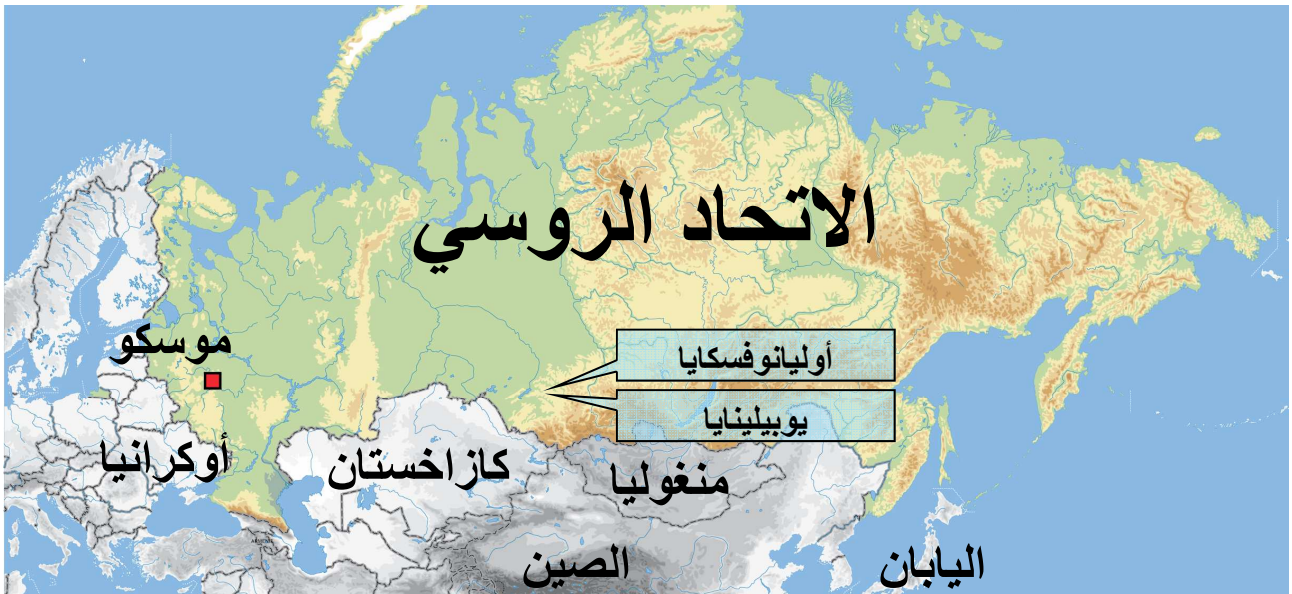 الاتحاد الروسي
موسكو
أوليانوفسكايا
يوبيلينايا
أوكرانيا
كازاخستان
منغوليا
الصين
اليابان